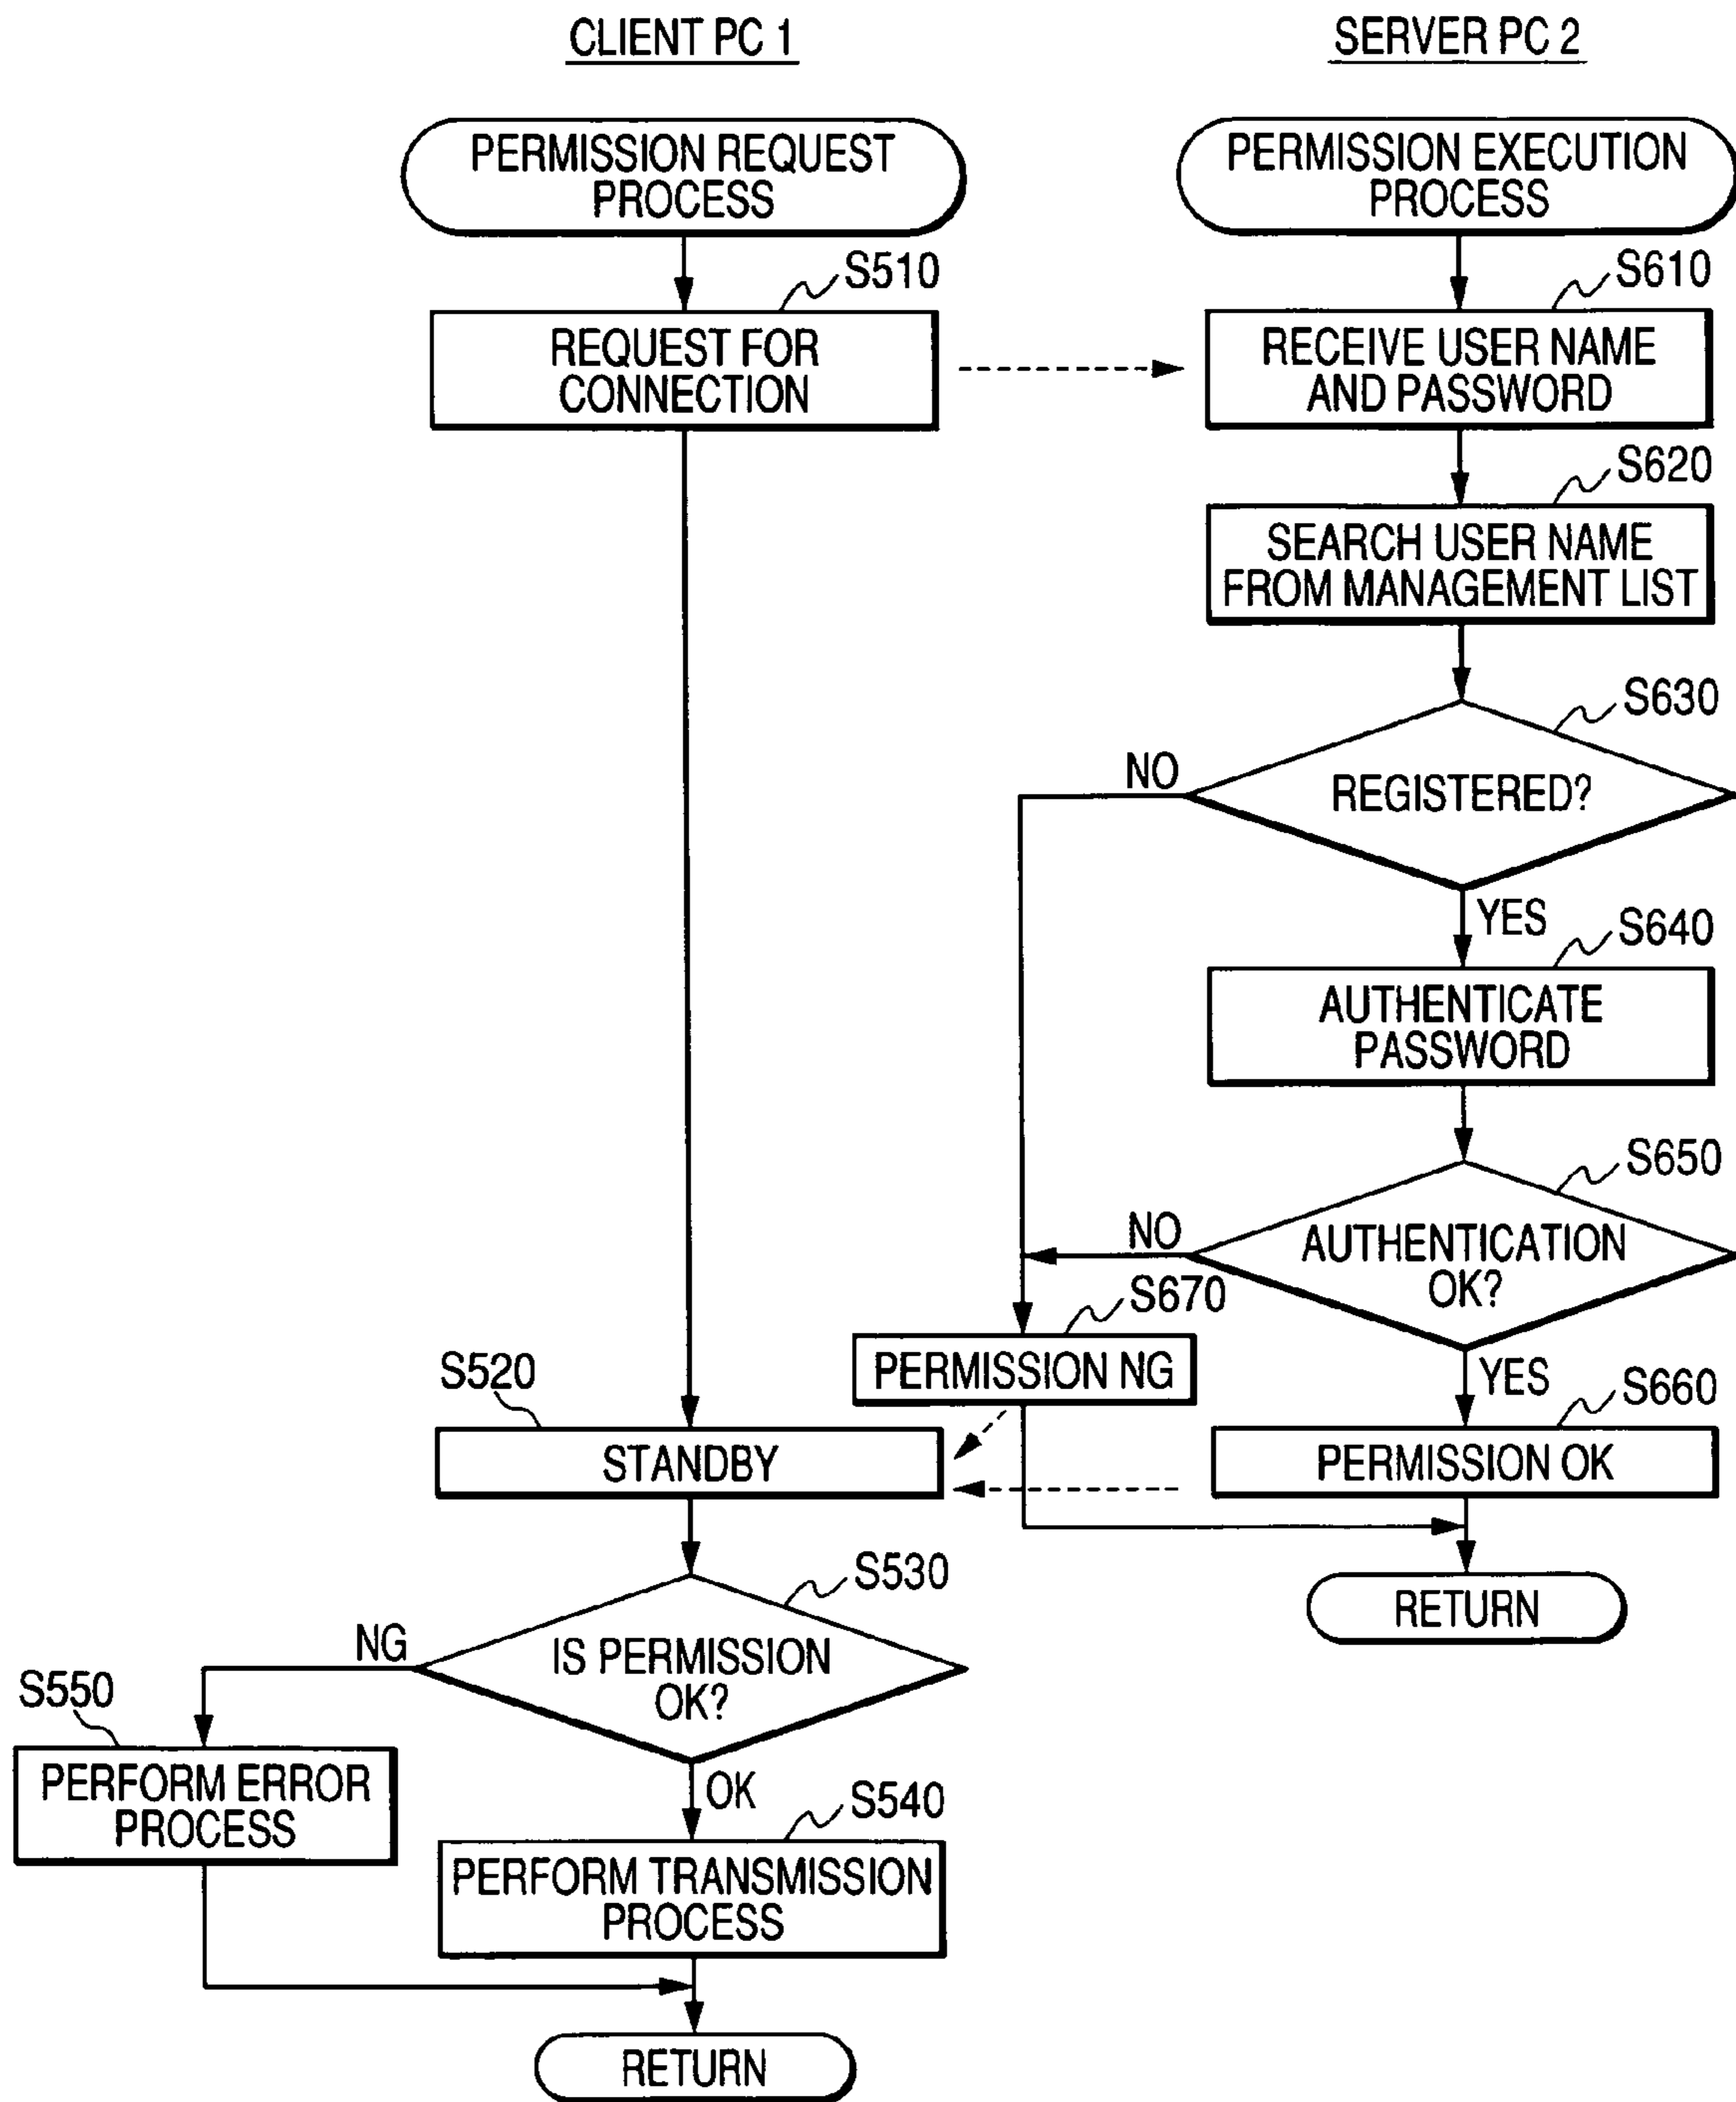 CLIENT PC 1
PERMISSION REQUEST
PROCESS
S510
REQUEST FOR
CONNECTION
S520
STANDBY
S530
IS PERMISSION
OK?
NG
OK
S550
PERFORM ERROR
PROCESS
S540
PERFORM TRANSMISSION
PROCESS
RETURN
SERVER PC 2
PERMISSION EXECUTION
PROCESS
S610
RECEIVE USER NAME
AND PASSWORD
S620
SEARCH USER NAME
FROM MANAGEMENT LIST
S630
REGISTERED?
NO
YES
S640
AUTHENTICATE
PASSWORD
S650
AUTHENTICATION
OK?
NO
YES
S670
PERMISSION NG
S660
PERMISSION OK
RETURN